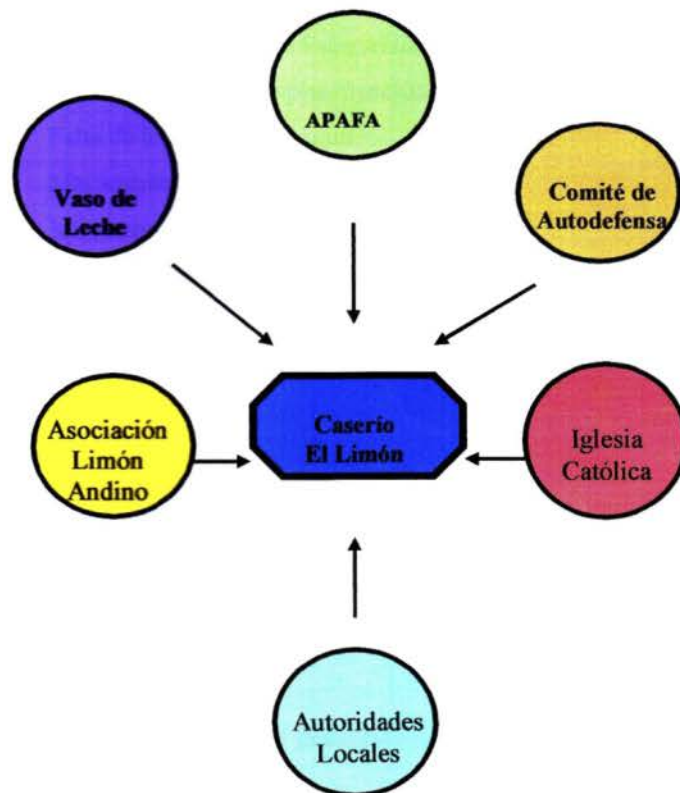 APAFA
Vaso de
Leche
Comité de
Autodefensa
Caserío
El Limón
Asociación
Limón
Andino
Iglesia
Católica
Autoridades
Locales